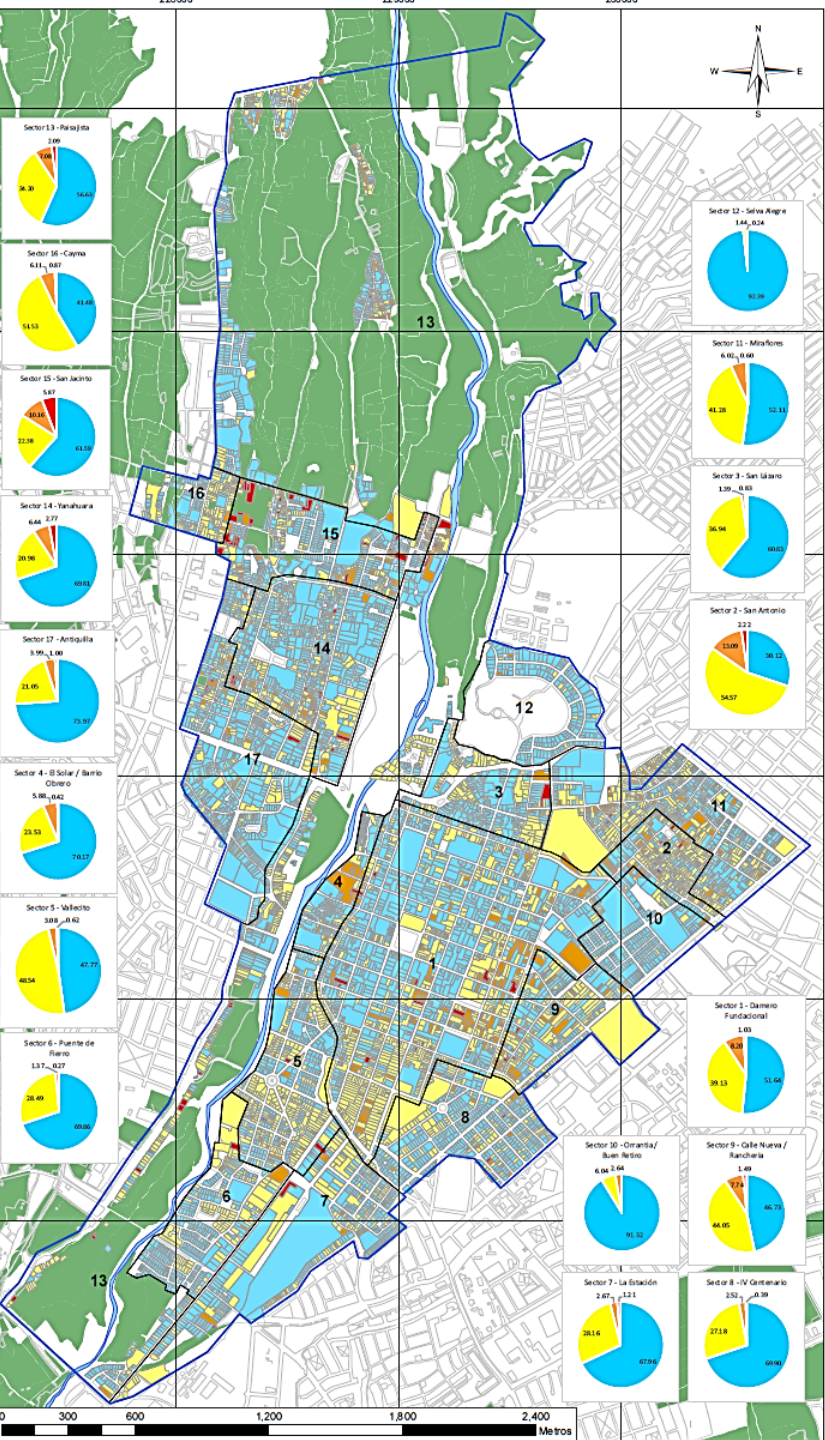 N
W E
S
Sector 13 - Paisajista
2.09
7.08
34.20
56.63
Sector 16 - Cayma
6.11 0.87
41.48
51.53
Sector 15 - San Jacinto
5.87
10.16
22.38
61.59
Sector 14 - Yanahuara
6.44 2.77
20.98
69.81
Sector 17 - Antiquilla
3.99 1.00
21.05
73.97
Sector 4 - El Solar / Barrio
Obrero
5.88 0.42
23.53
70.17
Sector 5 - Vallecito
3.08 0.62
48.54
47.77
Sector 6 - Puente de
Fierro
1.37 0.27
28.49
69.86
Sector 12 - Selva Alegre
1.44 0.24
Sector 11 - Miraflores
6.02 0.60
41.28
52.11
Sector 3 - San Lázaro
1.39 0.83
36.94
60.83
Sector 2 - San Antonio
2.22
13.09
30.12
54.57
Sector 1 - Damero
Fundacional
1.03
8.20
39.13
51.64
Sector 10 - Orrantia /
Buen Retiro
6.04 2.64
91.32
Sector 9 - Calle Nueva /
Ranchería
1.49
7.74
46.73
44.05
Sector 7 - La Estación
2.67 1.21
28.16
67.96
Sector 8 - IV Centenario
2.52 0.39
27.18
69.90
13
16
15
14
12
17
3
11
2
4
10
1
9
5
8
6
7
13
0 300 600 1,200 1,800 2,400
Metros